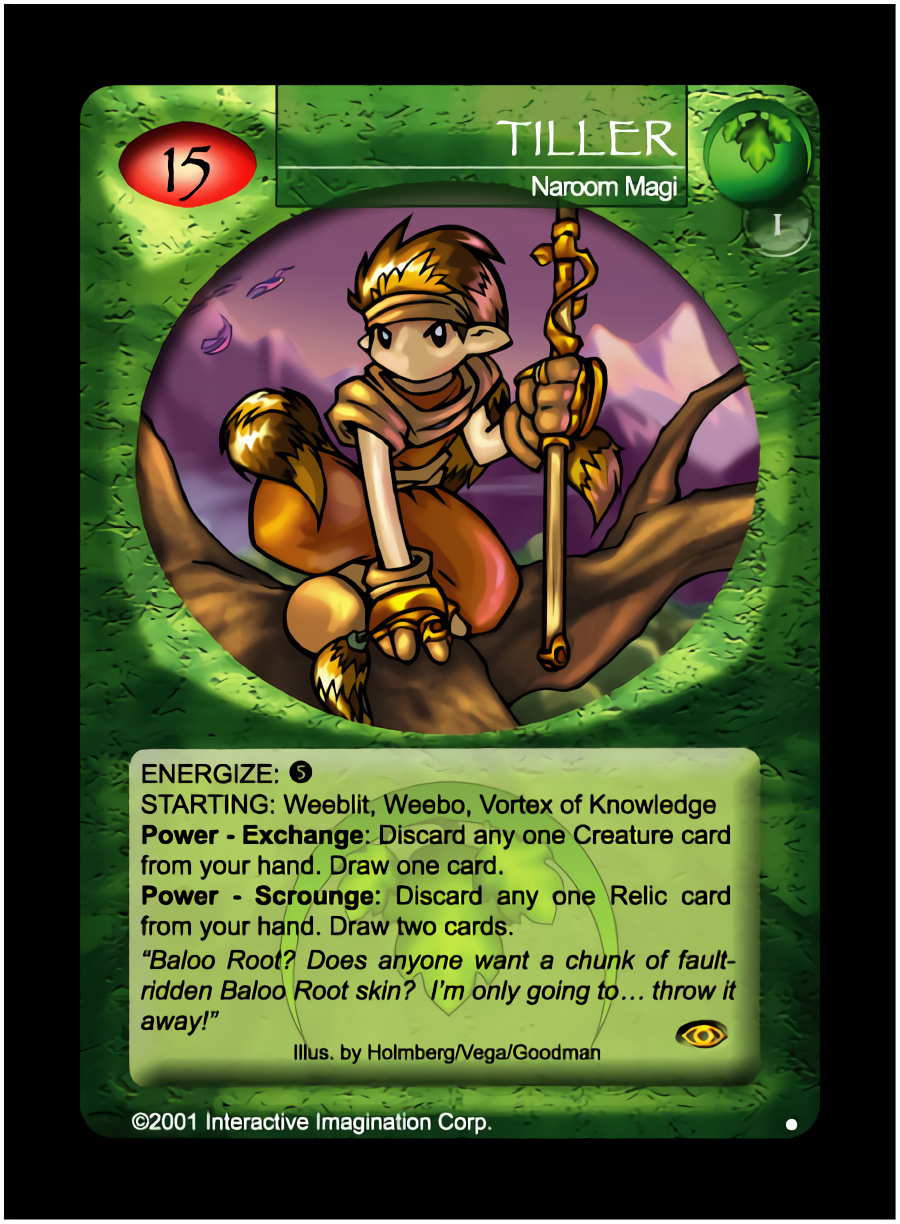 15
TILLER
Naroom Magi
I
ENERGIZE: 5
STARTING: Weeblit, Weebo, Vortex of Knowledge
Power - Exchange: Discard any one Creature card
from your hand. Draw one card.
Power - Scrounge: Discard any one Relic card
from your hand. Draw two cards.
“Baloo Root? Does anyone want a chunk of fault-
ridden Baloo Root skin? I’m only going to… throw it
away!”
Illus. by Holmberg/Vega/Goodman
©2001 Interactive Imagination Corp.